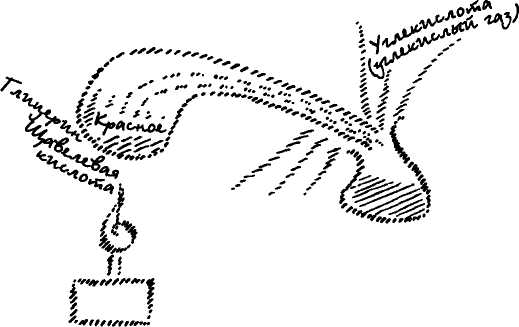 Углекислота
(углекислый газ)
Глицерин
Щавелевая
кислота
Красное